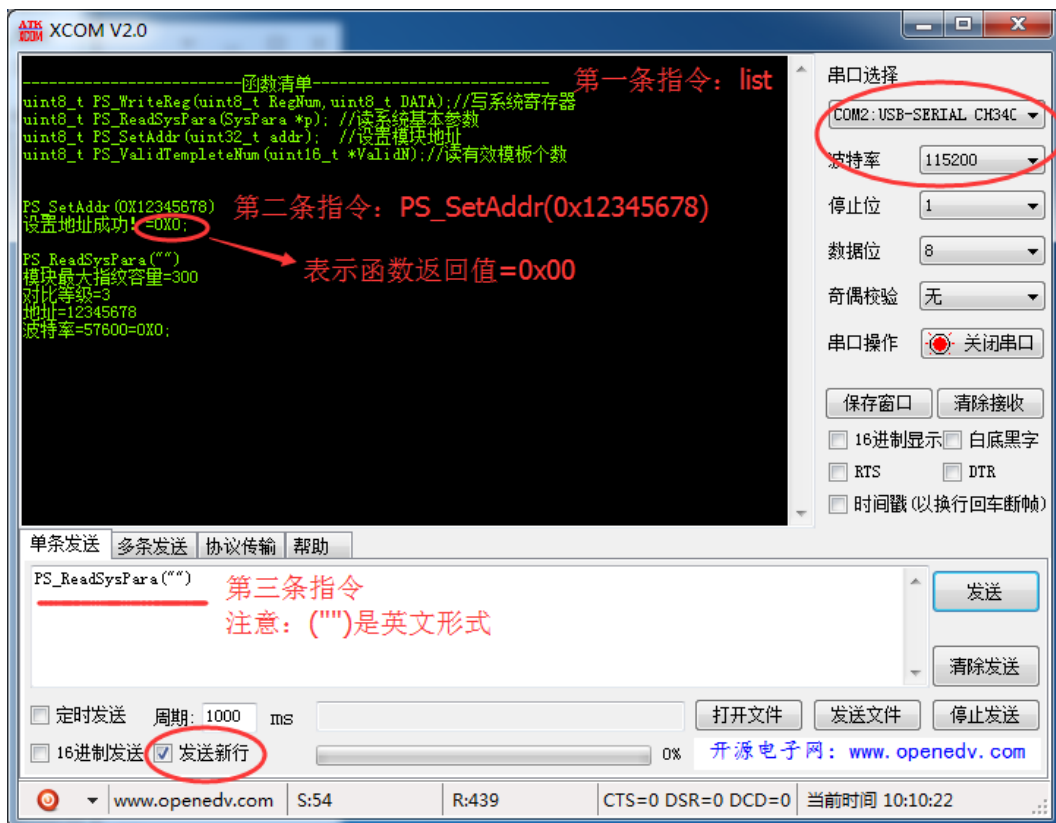 ATK XCOM XCOM V2.0
-------------------------函数清单---------------------------
第一条指令：list
uint8_t PS_WriteReg(uint8_t RegNum,uint8_t DATA);//写系统寄存器
uint8_t PS_ReadSysPara(SysPara *p); //读系统基本参数
uint8_t PS_SetAddr(uint32_t addr); //设置模块地址
uint8_t PS_ValidTempleteNum(uint16_t *ValidN);//读有效模板个数
PS_SetAddr(0X12345678)
第二条指令：PS_SetAddr(0x12345678)
设置地址成功！=0X0;
表示函数返回值=0x00
PS_ReadSysPara("")
模块最大指纹容量=300
对比等级=3
地址=12345678
波特率=57600=0X0;
串口选择
COM2:USB-SERIAL CH34C
波特率 115200
停止位 1
数据位 8
奇偶校验 无
串口操作 关闭串口
保存窗口 清除接收
16进制显示 白底黑字
RTS DTR
时间戳(以换行回车断帧)
单条发送 多条发送 协议传输 帮助
PS_ReadSysPara("")
第三条指令
注意：("")是英文形式
发送
清除发送
定时发送 周期: 1000 ms 打开文件 发送文件 停止发送
16进制发送 发送新行 0% 开源电子网：www.openedv.com
www.openedv.com S:54 R:439 CTS=0 DSR=0 DCD=0 当前时间 10:10:22